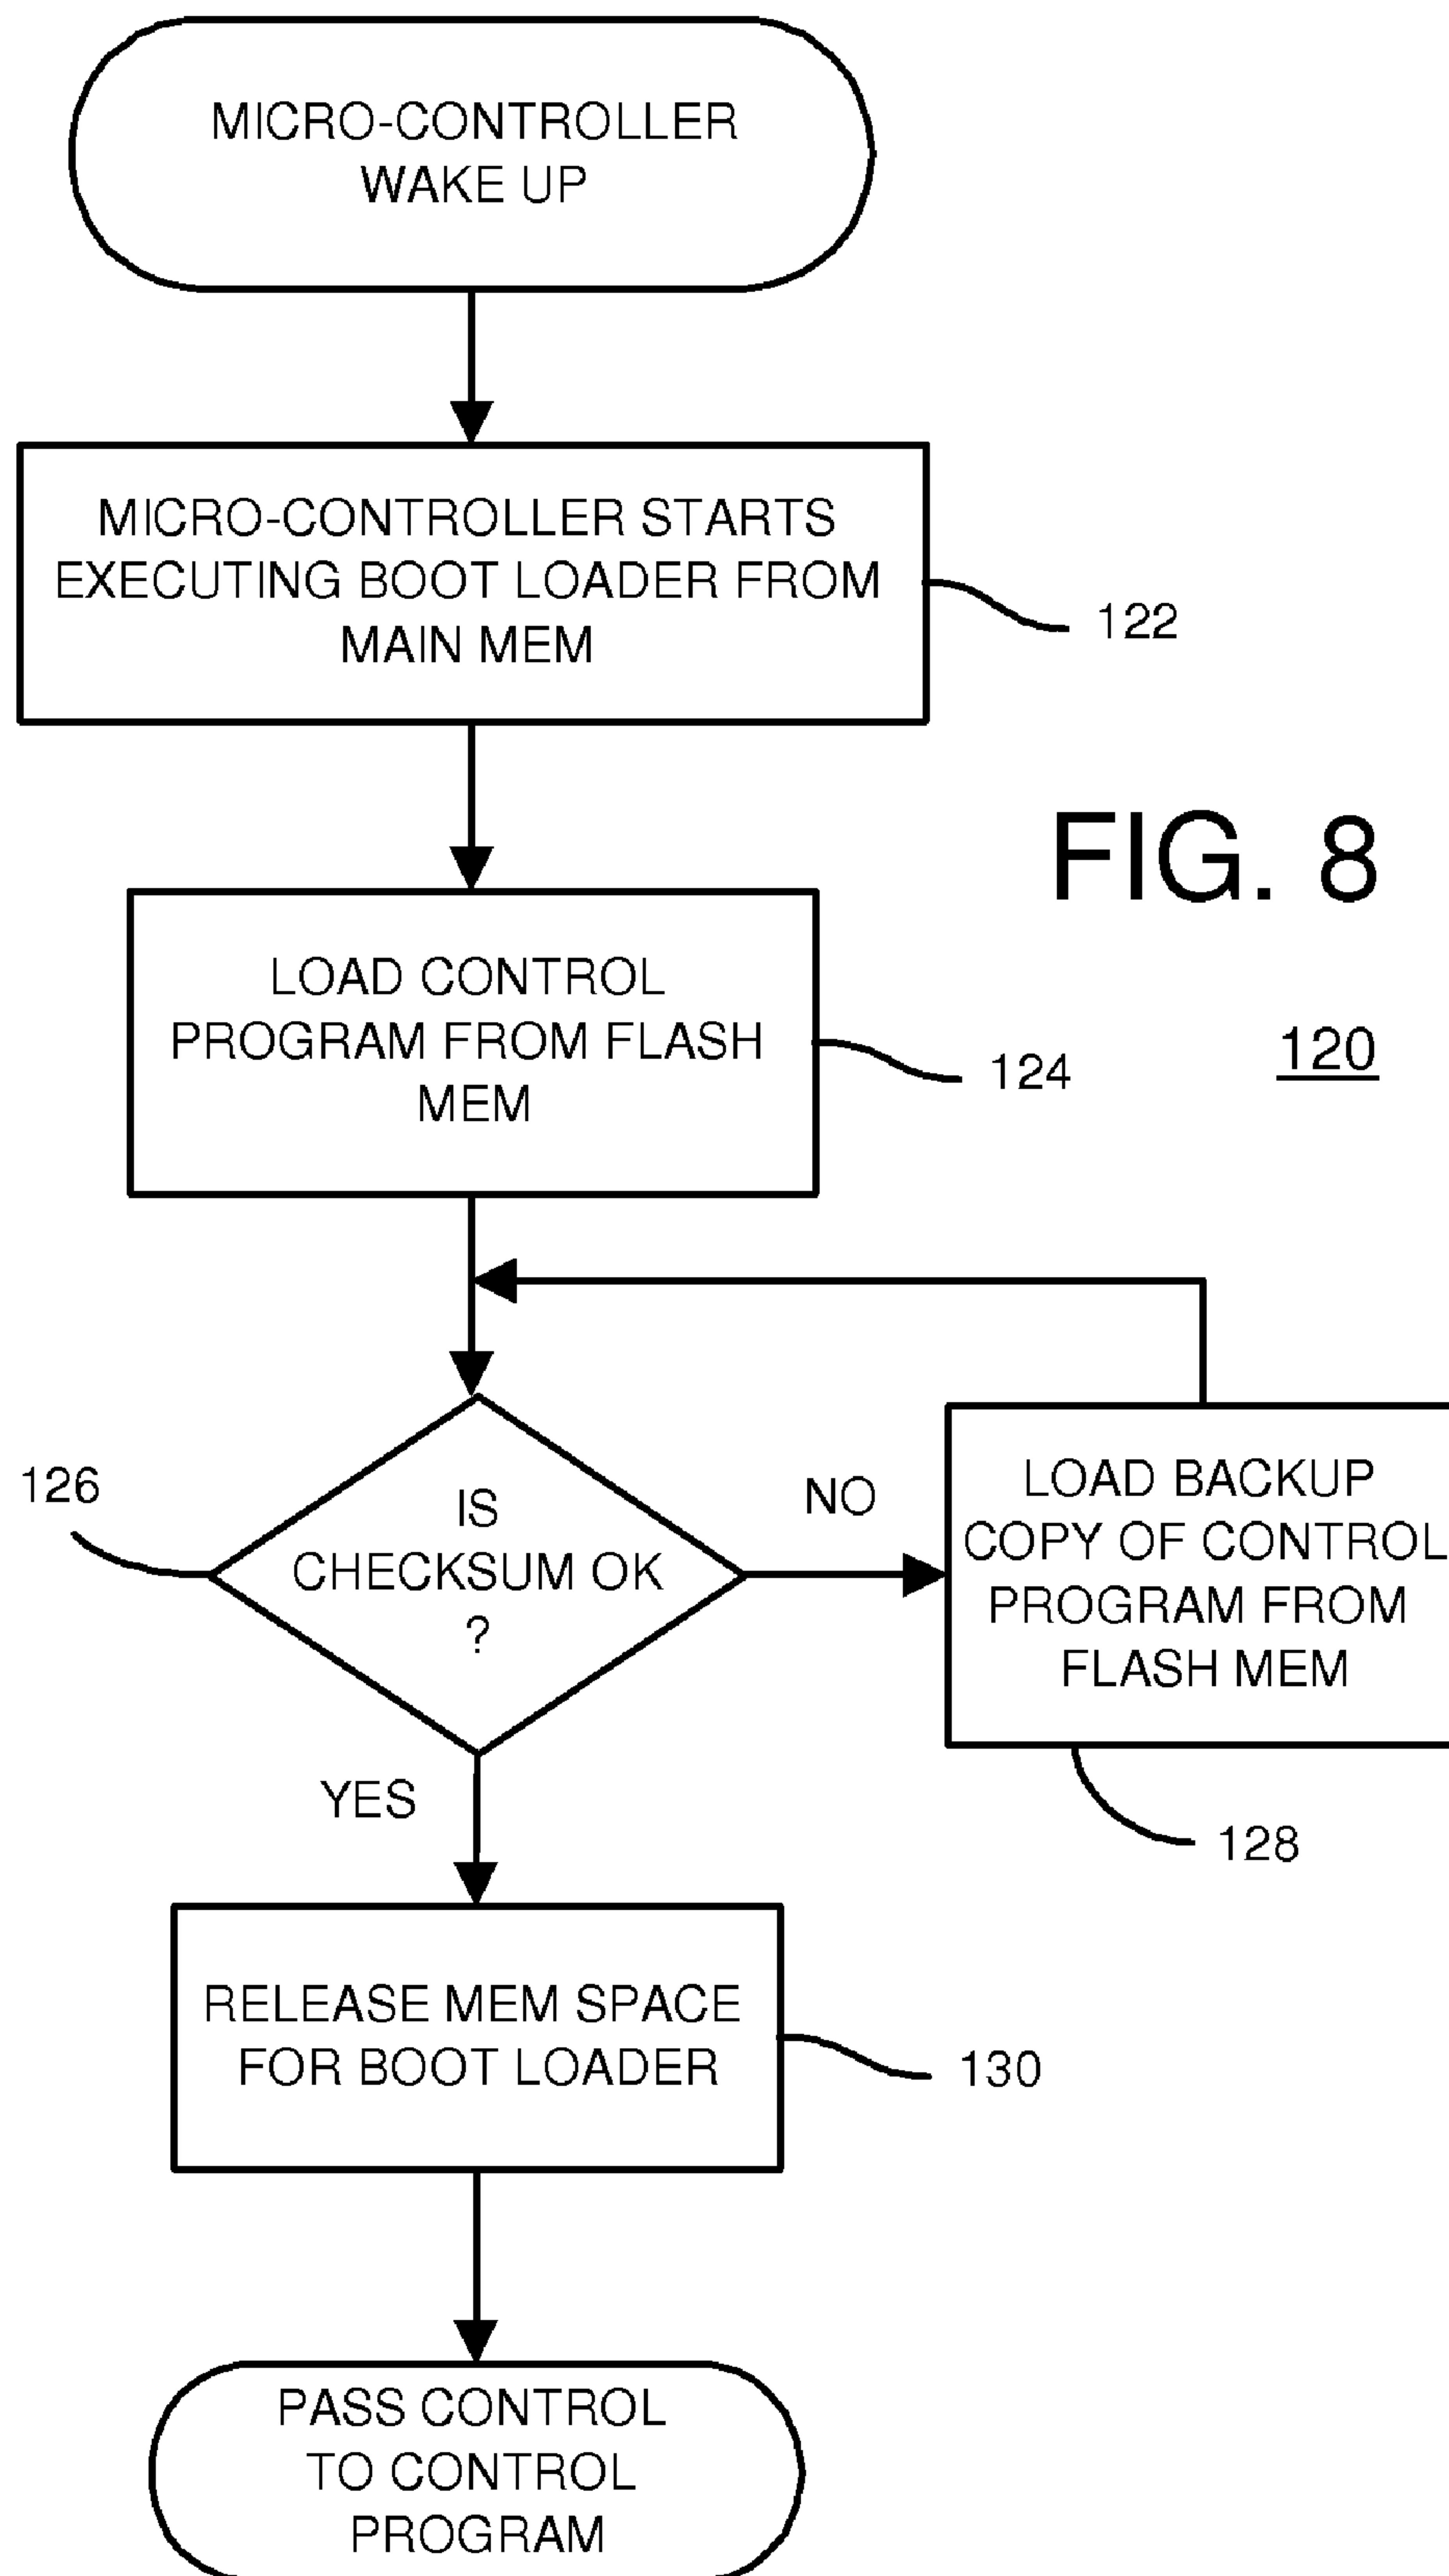 MICRO-CONTROLLER
WAKE UP
MICRO-CONTROLLER STARTS
EXECUTING BOOT LOADER FROM
MAIN MEM
122
FIG. 8
LOAD CONTROL
PROGRAM FROM FLASH
MEM
124
120
126
IS
CHECKSUM OK
?
NO
LOAD BACKUP
COPY OF CONTROL
PROGRAM FROM
FLASH MEM
128
YES
RELEASE MEM SPACE
FOR BOOT LOADER
130
PASS CONTROL
TO CONTROL
PROGRAM